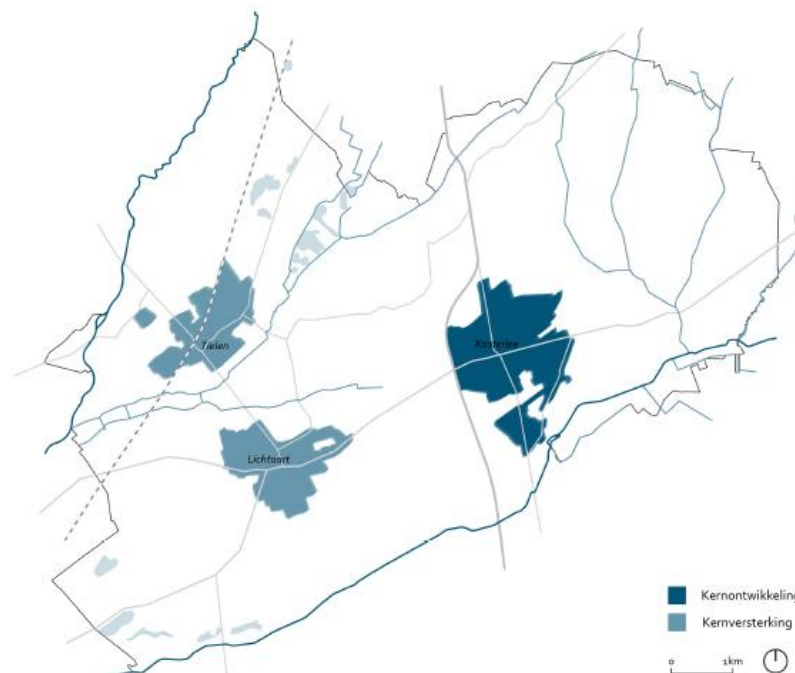 Tielen
Kasterlee
Lichtaart
Kernontwikkeling
Kernversterking
0 1km